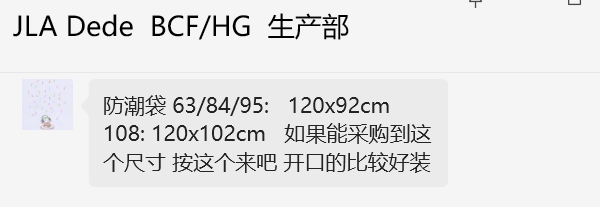 JLA Dede  BCF/HG  生产部
防潮袋 63/84/95:   120x92cm
108: 120x102cm   如果能采购到这
个尺寸 按这个来吧 开口的比较好装